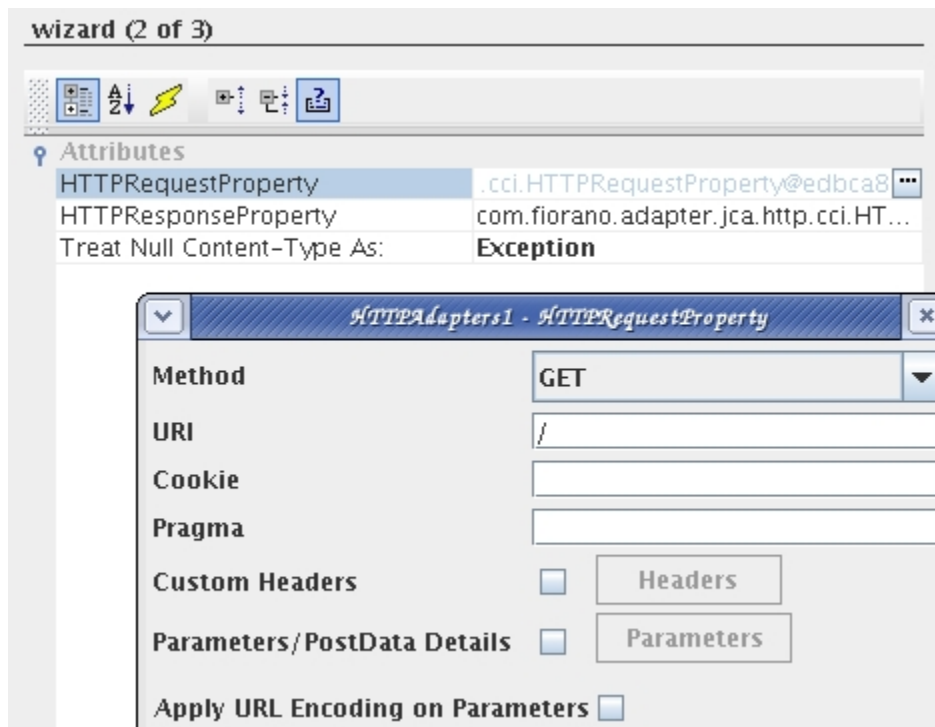 wizard (2 of 3)
Attributes
HTTPRequestProperty .cci.HTTPRequestProperty@edbca8 ...
HTTPResponseProperty com.fiorano.adapter.jca.http.cci.HT...
Treat Null Content-Type As: Exception
HTTPAdapters1 - HTTPRequestProperty
Method GET
URI /
Cookie
Pragma
Custom Headers Headers
Parameters/PostData Details Parameters
Apply URL Encoding on Parameters